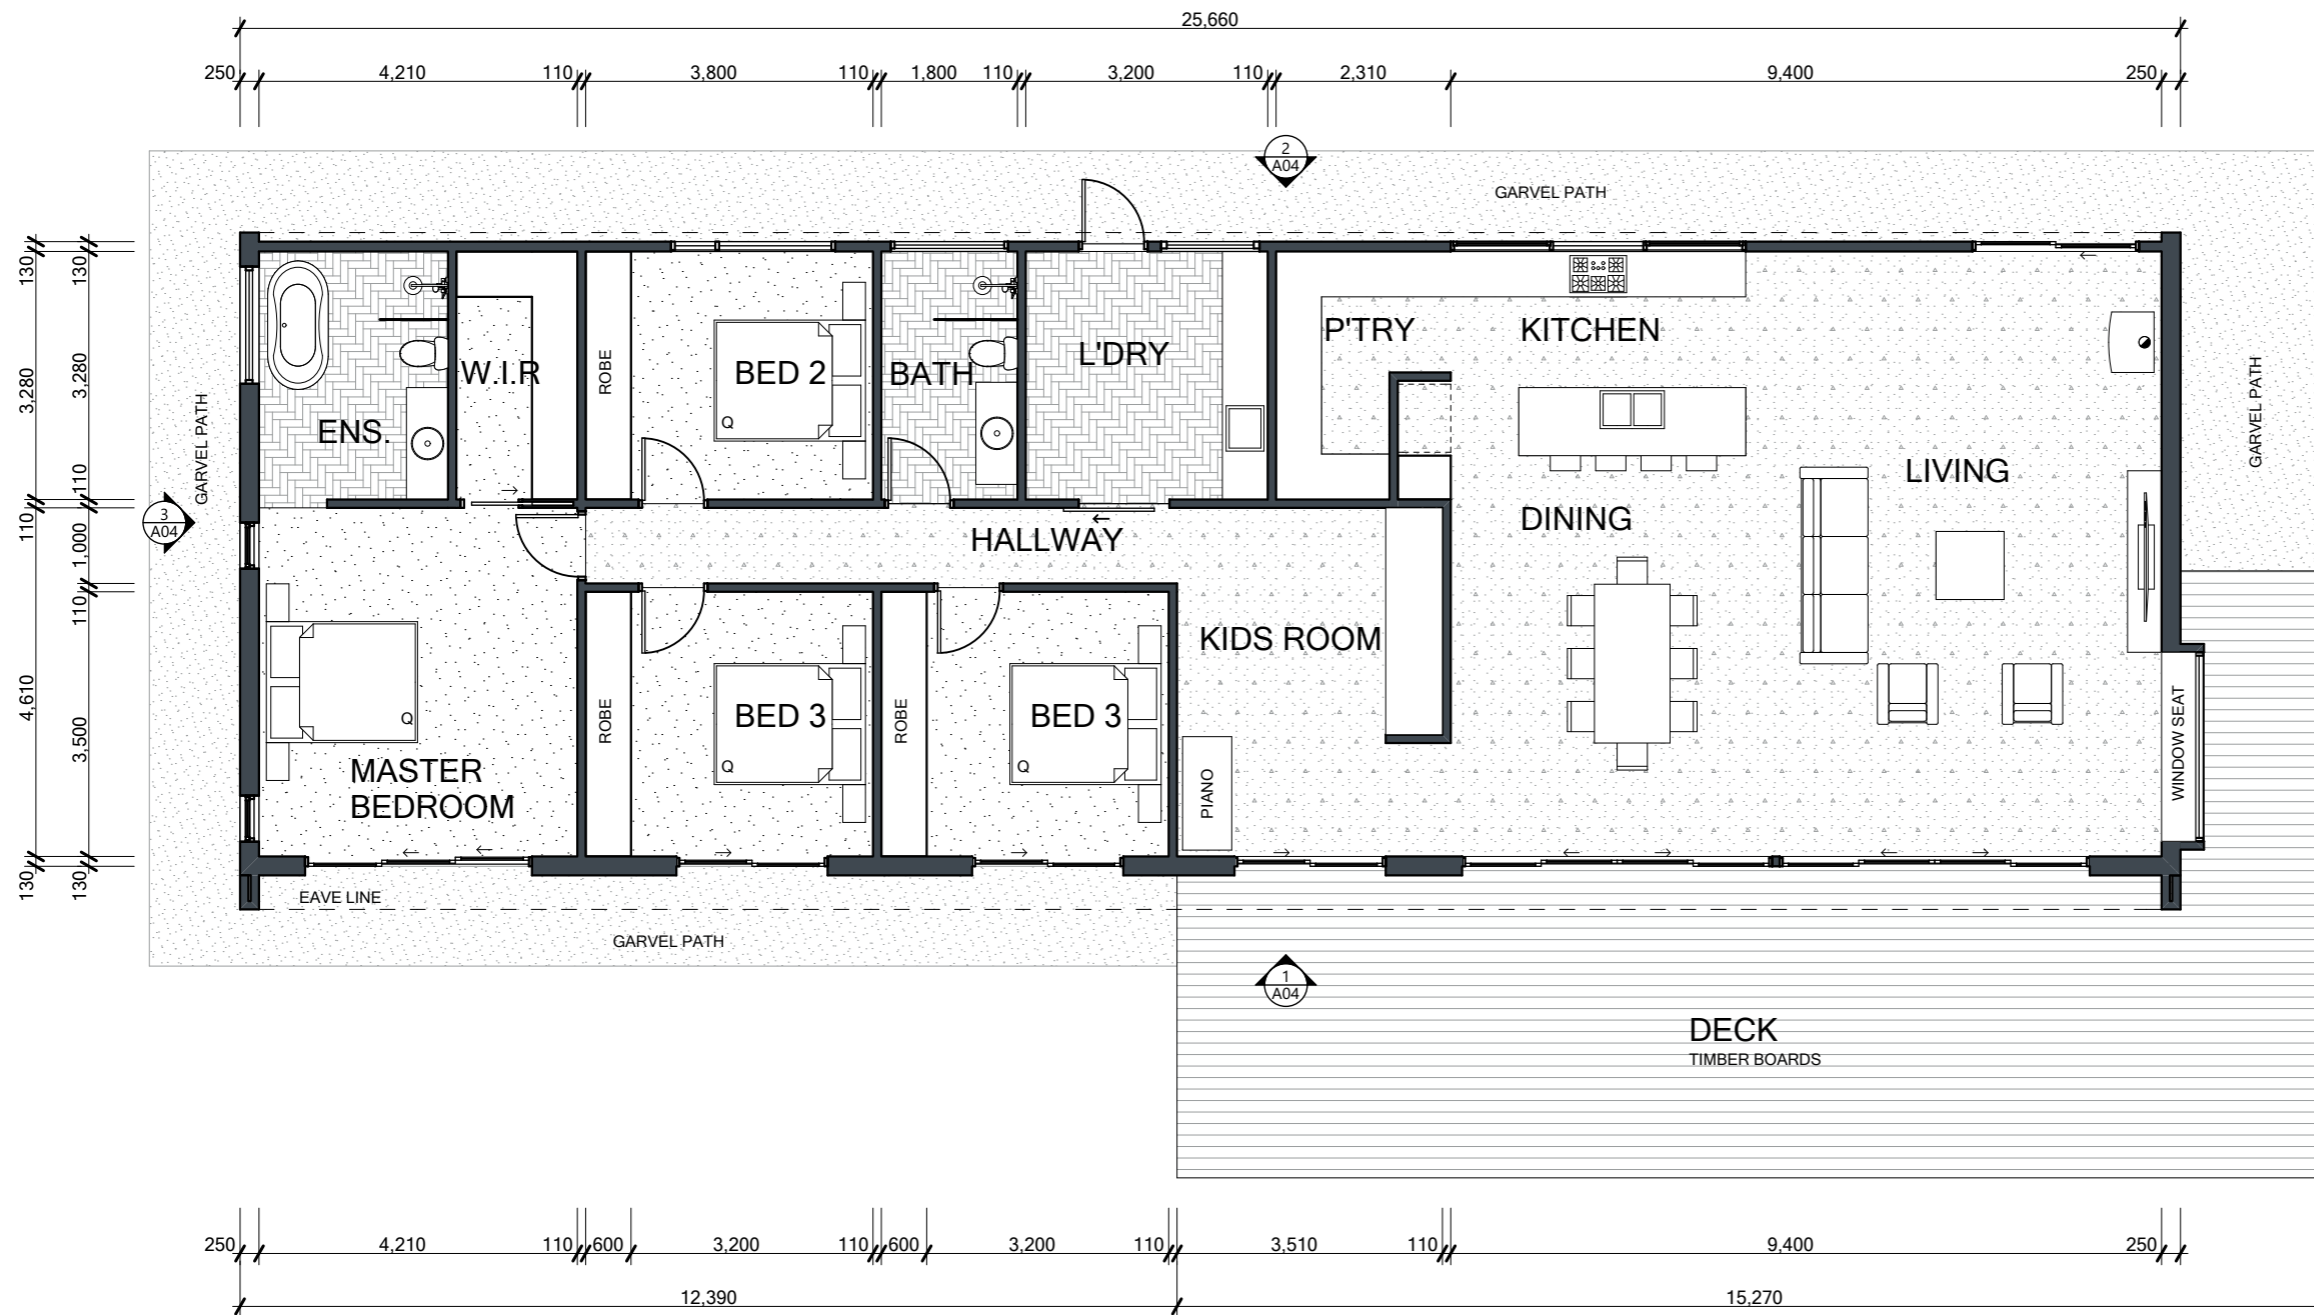 25,660
250 4,210 110 3,800 110 1,800 110 3,200 110 2,310 9,400 250
2
A04
GARVEL PATH
130 3,280 110 4,610 130
130 3,280 110 1,000 110 3,500 130
GARVEL PATH
3
A04
ENS.
W.I.R
ROBE
BED 2
Q
BATH
L'DRY
P'TRY
KITCHEN
LIVING
DINING
HALLWAY
GARVEL PATH
MASTER
BEDROOM
Q
ROBE
BED 3
Q
ROBE
BED 3
Q
KIDS ROOM
PIANO
WINDOW SEAT
EAVE LINE
GARVEL PATH
1
A04
DECK
TIMBER BOARDS
250 4,210 110 600 3,200 110 600 3,200 110 3,510 110 9,400 250
12,390 15,270